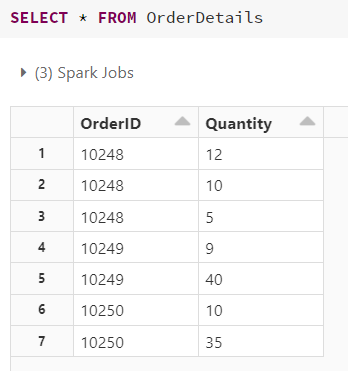 SELECT * FROM OrderDetails
(3) Spark Jobs
OrderID Quantity
1 10248 12
2 10248 10
3 10248 5
4 10249 9
5 10249 40
6 10250 10
7 10250 35